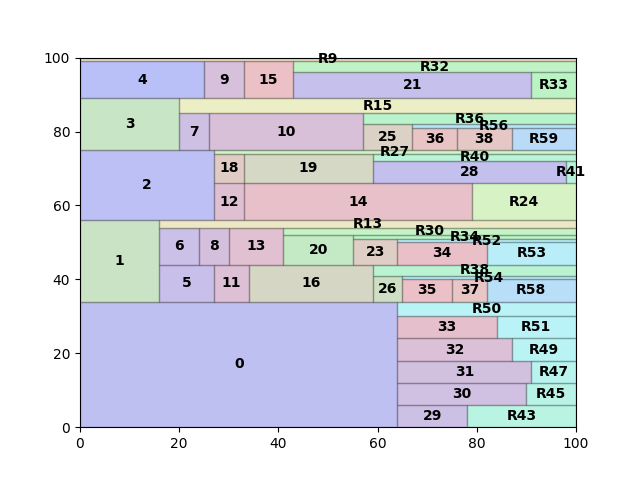 100
R9
R32
4 9 15 21 R33
80
R15
3 7 10 R36
R56
25 36 38 R59
R27
R40
18 19 28 R41
60
2 12 14 R24
R13
R30
R34
R52
6 8 13 20 23 34 R53
40
1 R38
R54
5 11 16 26 35 37 R58
R50
33 R51
20
32 R49
0 31 R47
30 R45
29 R43
0
0 20 40 60 80 100